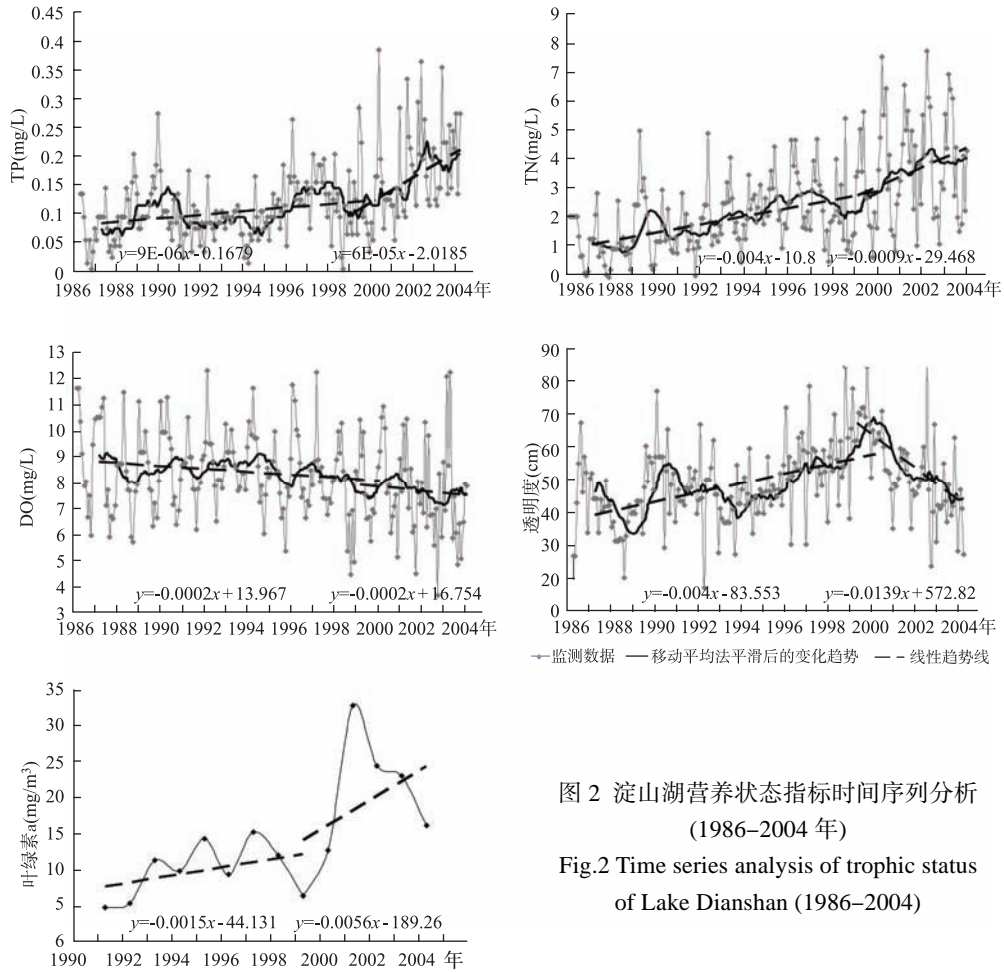 0.45
0.4
0.35
0.3
0.25
0.2
0.15
0.1
0.05
0
TP(mg/L)
y=9E-06x-0.1679
y=6E-05x-2.0185
1986 1988 1990 1992 1994 1996 1998 2000 2002 2004年
9
8
7
6
5
4
3
2
1
0
TN(mg/L)
y=-0.004x-10.8
y=-0.0009x-29.468
1986 1988 1990 1992 1994 1996 1998 2000 2002 2004年
13
12
11
10
9
8
7
6
5
4
3
DO(mg/L)
y=-0.0002x+13.967
y=-0.0002x+16.754
1986 1988 1990 1992 1994 1996 1998 2000 2002 2004年
90
80
70
60
50
40
30
20
10
0
透明度(cm)
y=-0.004x-83.553
y=-0.0139x+572.82
1986 1988 1990 1992 1994 1996 1998 2000 2002 2004年
监测数据 移动平均法平滑后的变化趋势 线性趋势线
35
30
25
20
15
10
5
6
叶绿素a(mg/m³)
y=-0.0015x-44.131
y=-0.0056x-189.26
1990 1992 1994 1996 1998 2000 2002 2004 年
图 2 淀山湖营养状态指标时间序列分析
(1986–2004 年)
Fig.2 Time series analysis of trophic status
of Lake Dianshan (1986–2004)